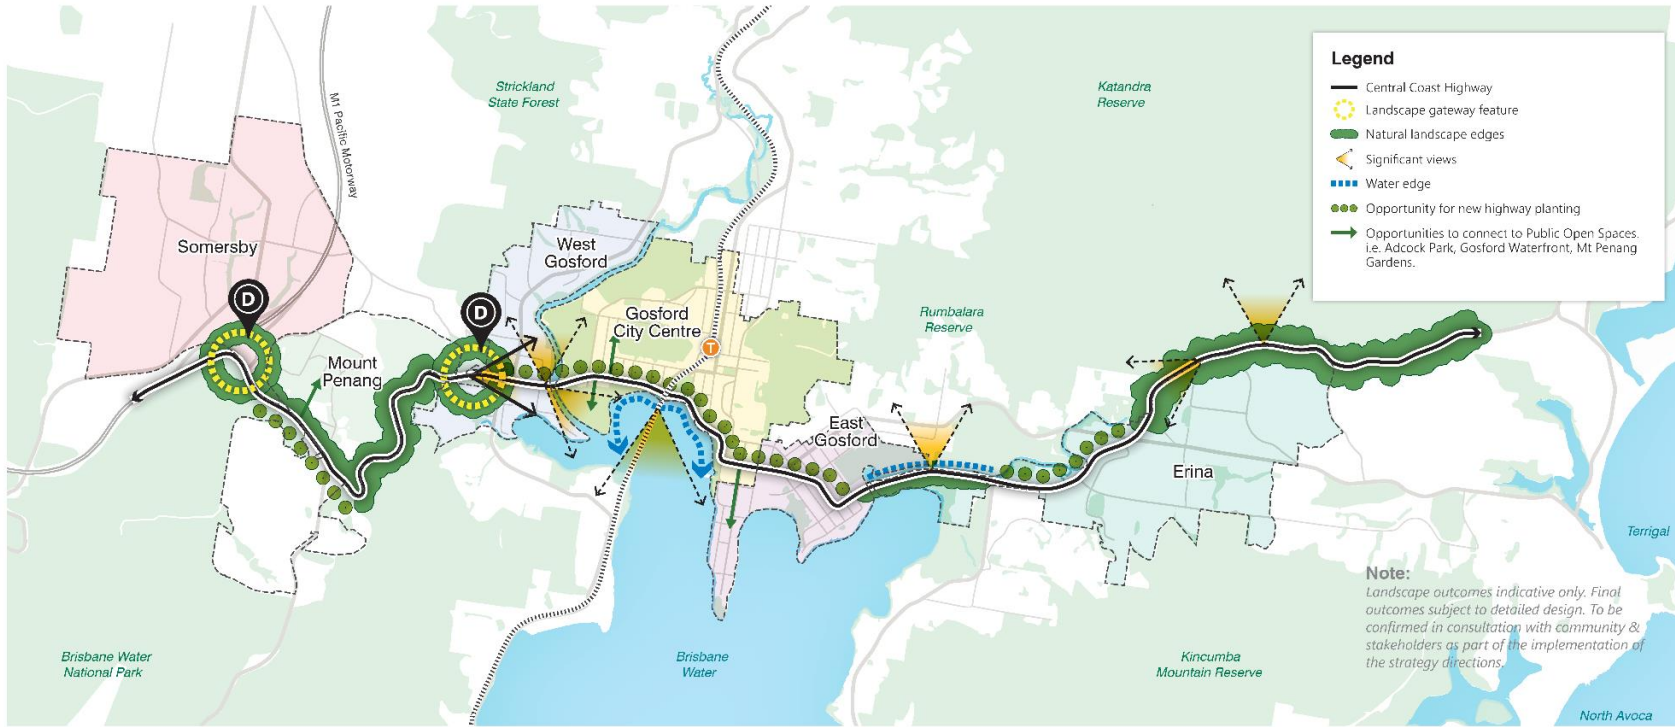 Legend
Central Coast Highway
Landscape gateway feature
Natural landscape edges
Significant views
Water edge
Opportunity for new highway planting
Opportunities to connect to Public Open Spaces.
i.e. Adcock Park, Gosford Waterfront, Mt Penang
Gardens.
Strickland
State Forest
Katandra
Reserve
M1 Pacific Motorway
Somersby
West
Gosford
D
D
Gosford
City Centre
T
Rumbalara
Reserve
Mount
Penang
East
Gosford
Erina
Terrigal
Note:
Landscape outcomes indicative only. Final
outcomes subject to detailed design. To be
confirmed in consultation with community &
stakeholders as part of the implementation of
the strategy directions.
Brisbane Water
National Park
Brisbane
Water
Kincumba
Mountain Reserve
North Avoca